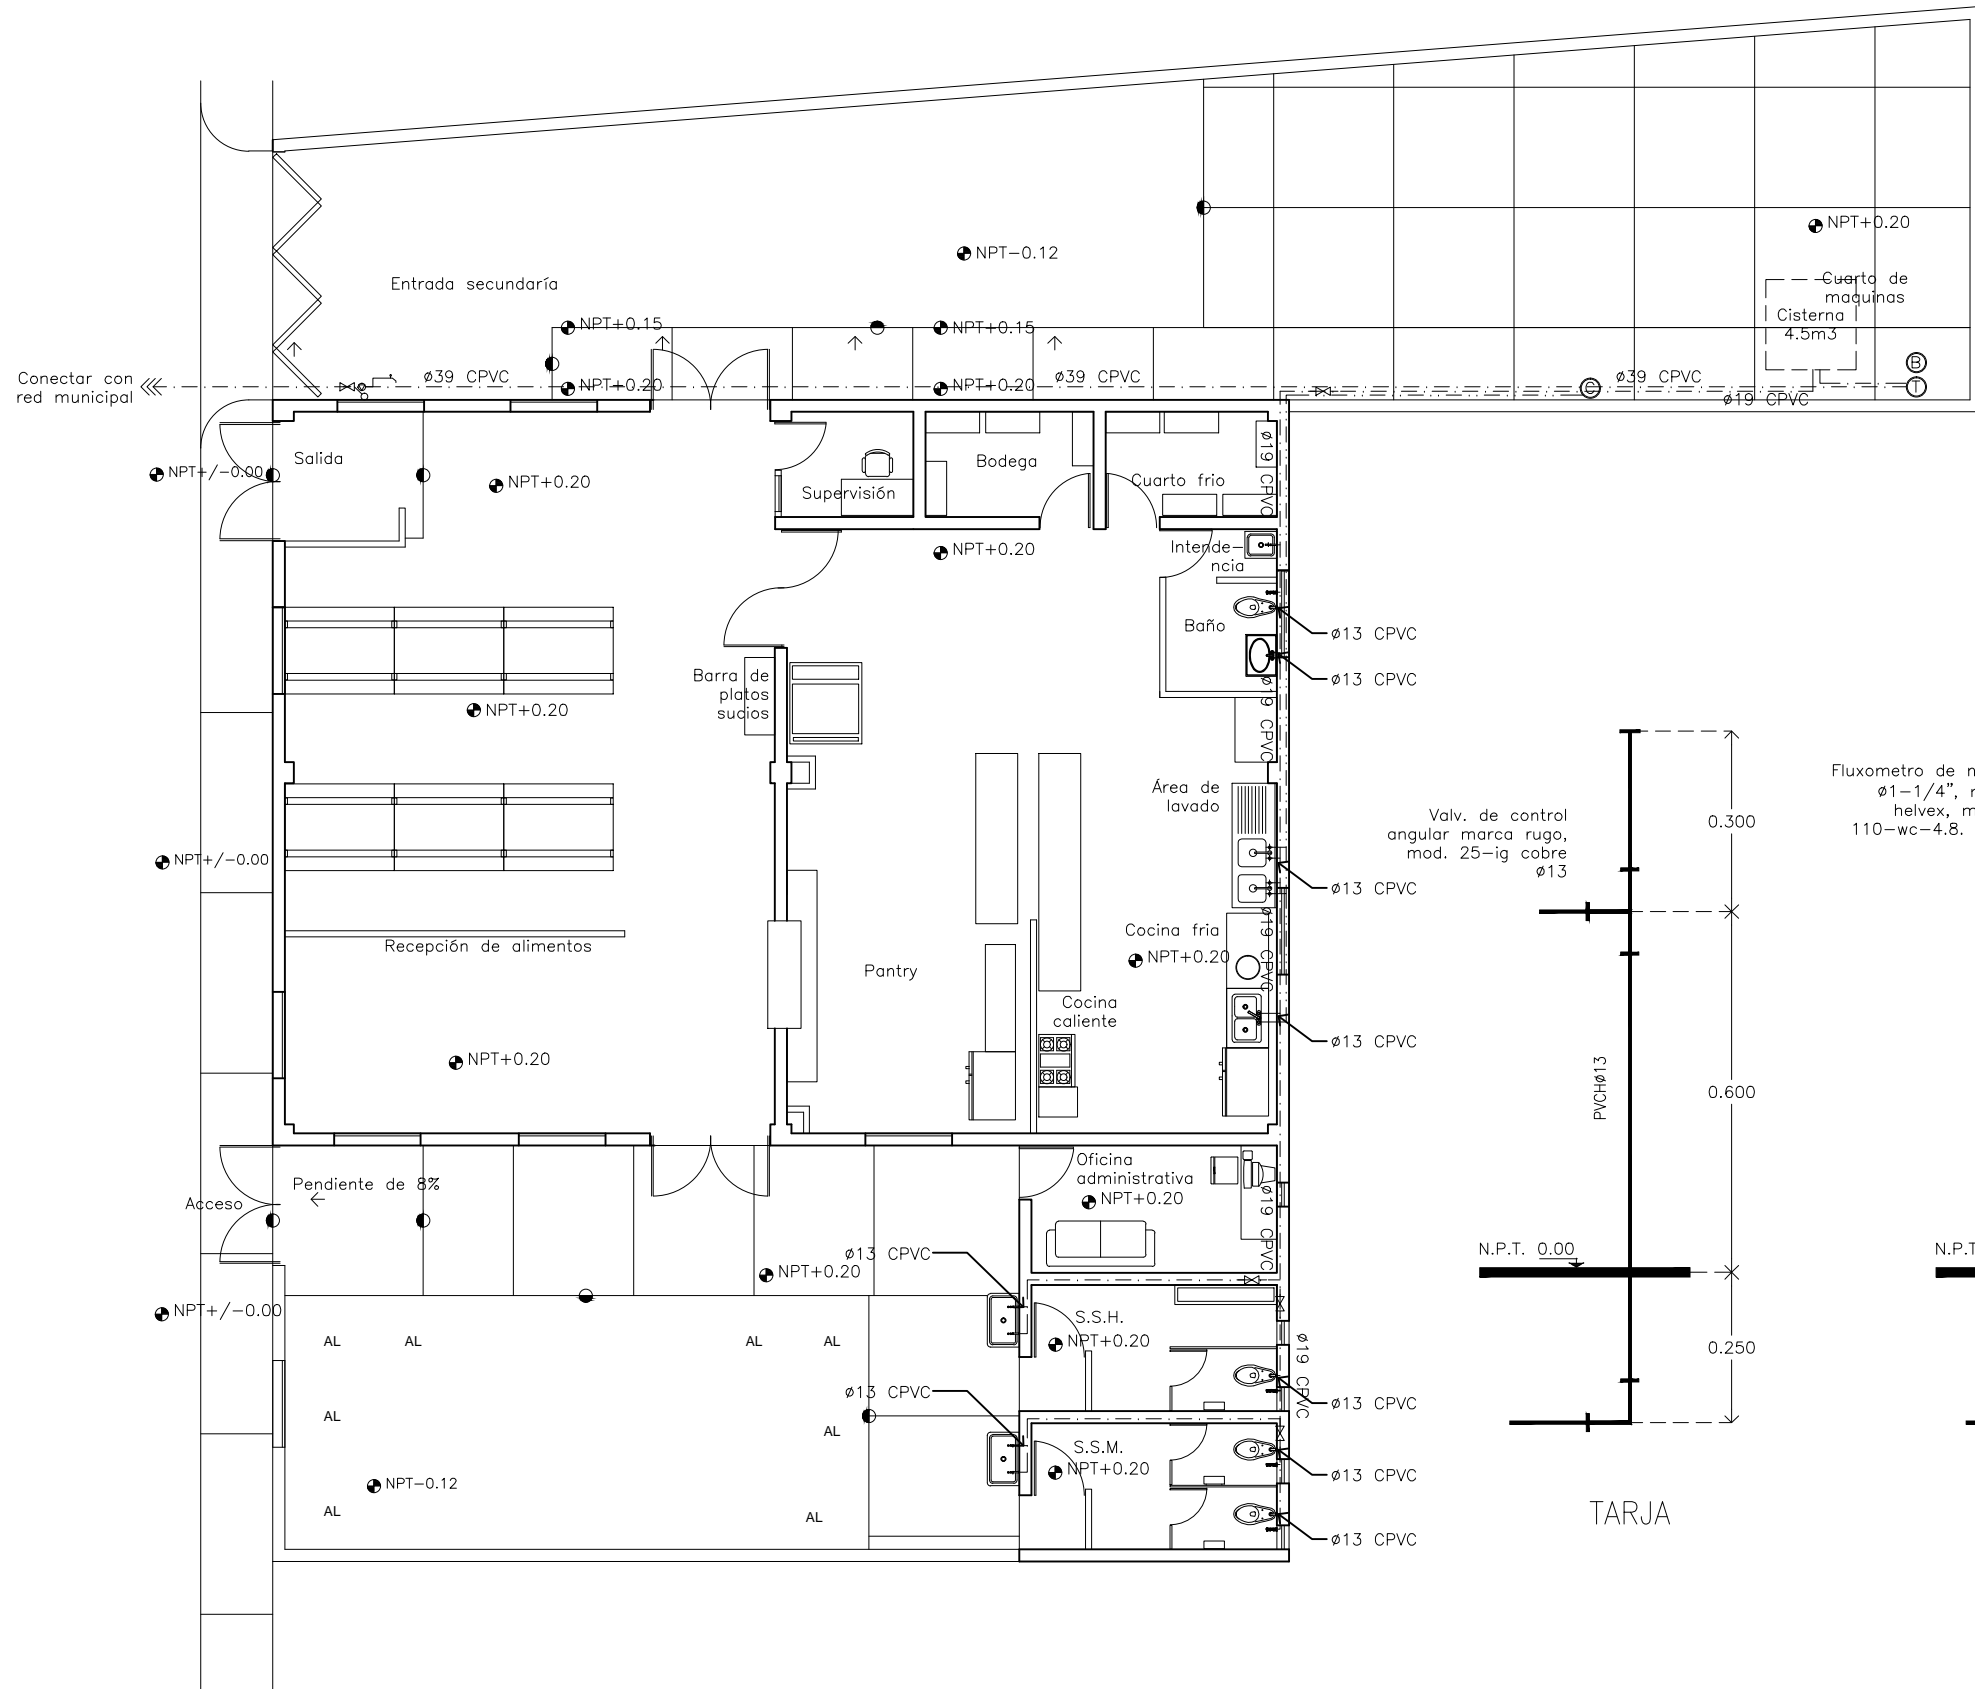 NPT+0.20
NPT-0.12
Entrada secundaría
Cuarto de
maquinas
Cisterna
4.5m3
NPT+0.15
NPT+0.15
B
Conectar con
red municipal
ø39 CPVC
NPT+0.20
NPT+0.20
ø39 CPVC
C
ø39 CPVC
T
ø19 CPVC
Salida
NPT+/-0.00
NPT+0.20
Supervisión
Bodega
Cuarto frio
ø19 CPVC
NPT+0.20
Intende-
ncia
Baño
ø13 CPVC
ø13 CPVC
Barra de
platos
sucios
NPT+0.20
ø19 CPVC
Área de
lavado
Valv. de control
angular marca rugo,
mod. 25-ig cobre
ø13
0.300
Fluxometro de n
ø1-1/4”, r
helvex, m
110-wc-4.8.
NPT+/-0.00
ø13 CPVC
Recepción de alimentos
Pantry
Cocina fria
NPT+0.20
ø19 CPVC
Cocina
caliente
ø13 CPVC
NPT+0.20
PVCHø13
0.600
Acceso
Pendiente de 8%
Oficina
administrativa
NPT+0.20
ø19 CPVC
ø13 CPVC
NPT+0.20
N.P.T. 0.00
N.P.T
NPT+/-0.00
AL
AL
AL
AL
S.S.H.
NPT+0.20
ø19 CPVC
0.250
ø13 CPVC
ø13 CPVC
AL
AL
S.S.M.
NPT+0.20
ø13 CPVC
NPT-0.12
AL
AL
ø13 CPVC
TARJA